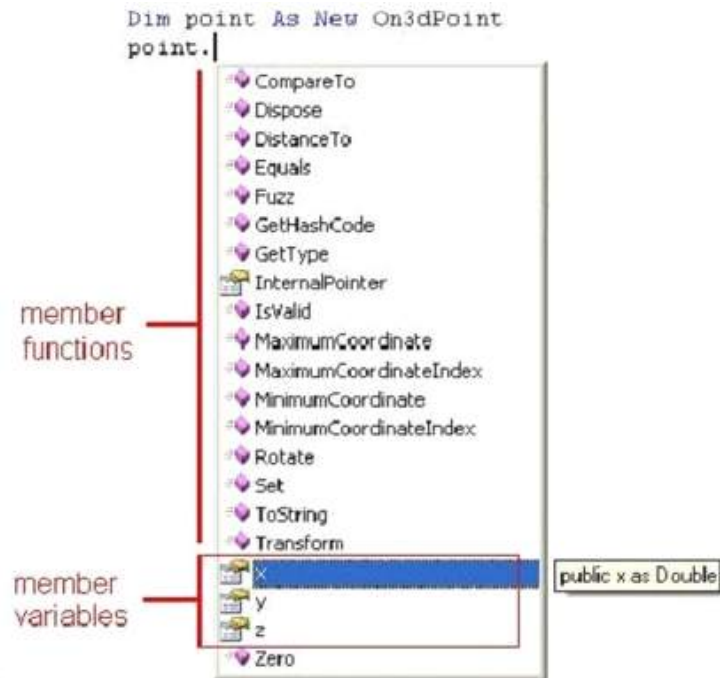 Dim point As New On3dPoint
point.
CompareTo
Dispose
DistanceTo
Equals
Fuzz
GetHashCode
GetType
InternalPointer
IsValid
MaximumCoordinate
MaximumCoordinateIndex
MinimumCoordinate
MinimumCoordinateIndex
Rotate
Set
ToString
Transform
x
y
z
Zero
public x as Double
member
functions
member
variables